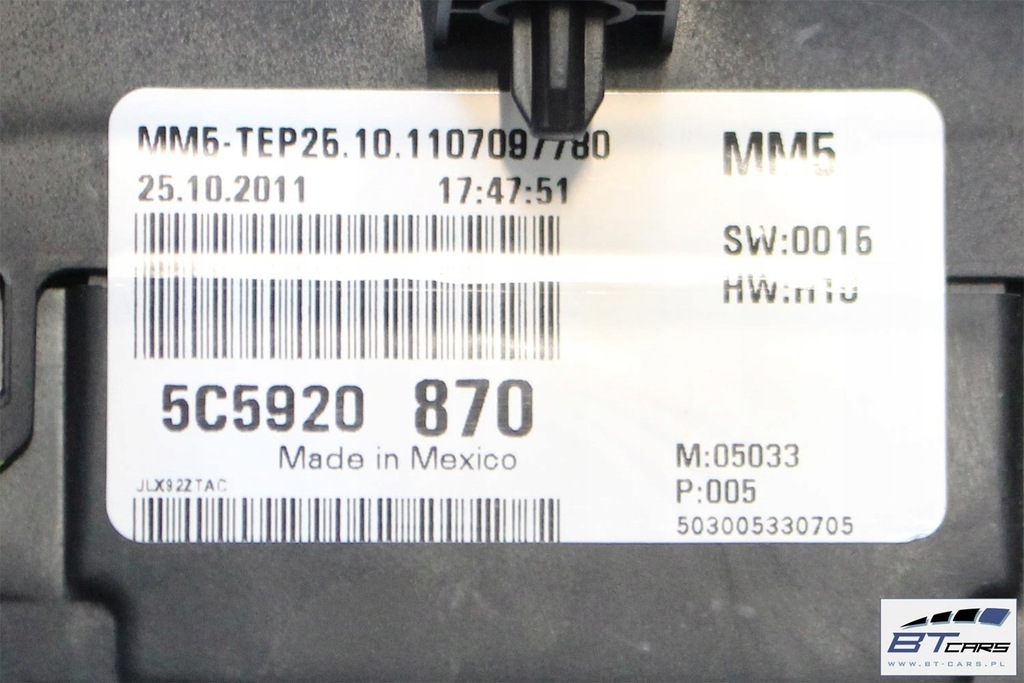 MM5-TEP25.10.1107097780
25.10.2011 17:47:51
MM5
SW:0015
5C5920 870
Made in Mexico
JLX92ZTAC
M:05033
P:005
503005330705
BT CARS
WWW.BT-CARS.PL